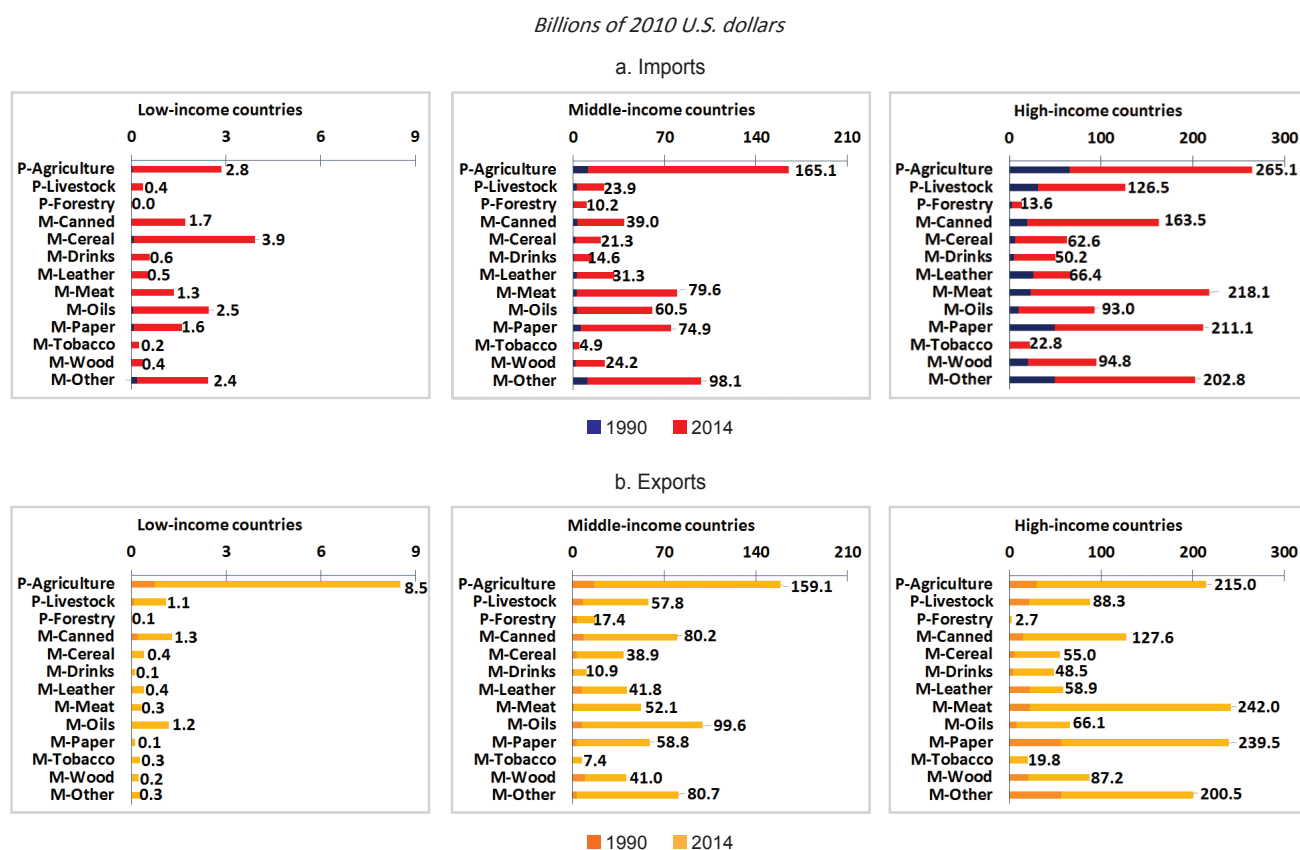 Billions of 2010 U.S. dollars
a. Imports
Low-income countries
0 3 6 9
P-Agriculture 2.8
P-Livestock 0.4
P-Forestry 0.0
M-Canned 1.7
M-Cereal 3.9
M-Drinks 0.6
M-Leather 0.5
M-Meat 1.3
M-Oils 2.5
M-Paper 1.6
M-Tobacco 0.2
M-Wood 0.4
M-Other 2.4
Middle-income countries
0 70 140 210
P-Agriculture 165.1
P-Livestock 23.9
P-Forestry 10.2
M-Canned 39.0
M-Cereal 21.3
M-Drinks 14.6
M-Leather 31.3
M-Meat 79.6
M-Oils 60.5
M-Paper 74.9
M-Tobacco 4.9
M-Wood 24.2
M-Other 98.1
High-income countries
0 100 200 300
P-Agriculture 265.1
P-Livestock 126.5
P-Forestry 13.6
M-Canned 163.5
M-Cereal 62.6
M-Drinks 50.2
M-Leather 66.4
M-Meat 218.1
M-Oils 93.0
M-Paper 211.1
M-Tobacco 22.8
M-Wood 94.8
M-Other 202.8
1990 2014
b. Exports
Low-income countries
0 3 6 9
P-Agriculture 8.5
P-Livestock 1.1
P-Forestry 0.1
M-Canned 1.3
M-Cereal 0.4
M-Drinks 0.1
M-Leather 0.4
M-Meat 0.3
M-Oils 1.2
M-Paper 0.1
M-Tobacco 0.3
M-Wood 0.2
M-Other 0.3
Middle-income countries
0 70 140 210
P-Agriculture 159.1
P-Livestock 57.8
P-Forestry 17.4
M-Canned 80.2
M-Cereal 38.9
M-Drinks 10.9
M-Leather 41.8
M-Meat 52.1
M-Oils 99.6
M-Paper 58.8
M-Tobacco 7.4
M-Wood 41.0
M-Other 80.7
High-income countries
0 100 200 300
P-Agriculture 215.0
P-Livestock 88.3
P-Forestry 2.7
M-Canned 127.6
M-Cereal 55.0
M-Drinks 48.5
M-Leather 58.9
M-Meat 242.0
M-Oils 66.1
M-Paper 239.5
M-Tobacco 19.8
M-Wood 87.2
M-Other 200.5
1990 2014